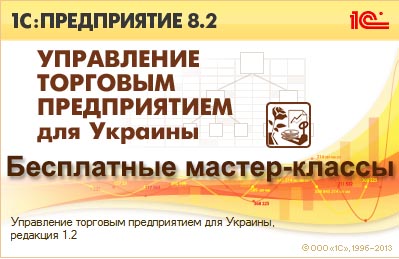 1С:ПРЕДПРИЯТИЕ 8.2
1С
УПРАВЛЕНИЕ
ТОРГОВЫМ
ПРЕДПРИЯТИЕМ
для Украины
Бесплатные мастер-классы
Управление торговым предприятием для Украины,
редакция 1.2
© ООО «1С», 1996–2013